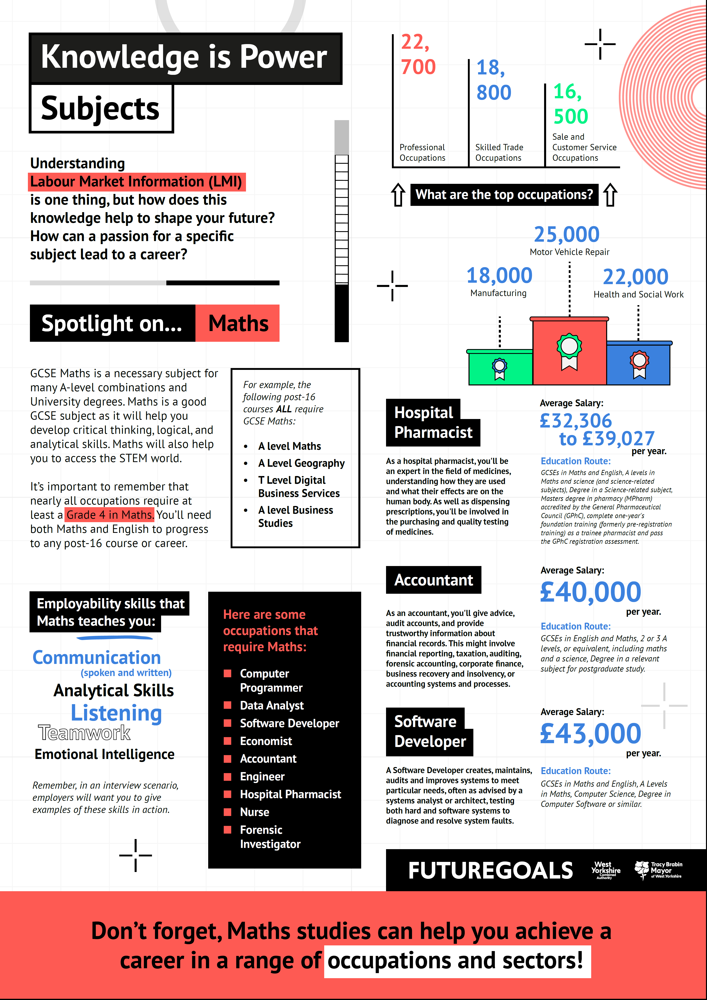 Knowledge is Power
Subjects
Understanding
Labour Market Information (LMI)
is one thing, but how does this
knowledge help to shape your future?
How can a passion for a specific
subject lead to a career?
Spotlight on...
Maths
GCSE Maths is a necessary subject for
many A-level combinations and
University degrees. Maths is a good
GCSE subject as it will help you
develop critical thinking, logical, and
analytical skills. Maths will also help
you to access the STEM world.
It’s important to remember that
nearly all occupations require at
least a Grade 4 in Maths. You’ll need
both Maths and English to progress
to any post-16 course or career.
For example, the
following post-16
courses ALL require
GCSE Maths:
• A level Maths
• A Level Geography
• T Level Digital
Business Services
• A level Business
Studies
Employability skills that
Maths teaches you:
Communication
(spoken and written)
Analytical Skills
Listening
Teamwork
Emotional Intelligence
Remember, in an interview scenario,
employers will want you to give
examples of these skills in action.
Here are some
occupations that
require Maths:
Computer
Programmer
Data Analyst
Software Developer
Economist
Accountant
Engineer
Hospital Pharmacist
Nurse
Forensic
Investigator
22,
700
Professional
Occupations
18,
800
Skilled Trade
Occupations
16,
500
Sale and
Customer Service
Occupations
What are the top occupations?
25,000
Motor Vehicle Repair
18,000
Manufacturing
22,000
Health and Social Work
Hospital
Pharmacist
As a hospital pharmacist, you'll be
an expert in the field of medicines,
understanding how they are used
and what their effects are on the
human body. As well as dispensing
prescriptions, you'll be involved in
the purchasing and quality testing
of medicines.
Average Salary:
£32,306
to £39,027
per year.
Education Route:
GCSEs in Maths and English, A levels in
Maths and science (and science-related
subjects), Degree in a Science-related subject,
Masters degree in pharmacy (MPharm)
accredited by the General Pharmaceutical
Council (GPhC), complete one-year's
foundation training (formerly pre-registration
training) as a trainee pharmacist and pass
the GPhC registration assessment.
Accountant
As an accountant, you'll give advice,
audit accounts, and provide
trustworthy information about
financial records. This might involve
financial reporting, taxation, auditing,
forensic accounting, corporate finance,
business recovery and insolvency, or
accounting systems and processes.
Average Salary:
£40,000
per year.
Education Route:
GCSEs in English and Maths, 2 or 3 A
levels, or equivalent, including maths
and a science, Degree in a relevant
subject for postgraduate study.
Software
Developer
A Software Developer creates, maintains,
audits and improves systems to meet
particular needs, often as advised by a
systems analyst or architect, testing
both hard and software systems to
diagnose and resolve system faults.
Average Salary:
£43,000
per year.
Education Route:
GCSEs in Maths and English, A Levels
in Maths, Computer Science, Degree in
Computer Software or similar.
FUTUREGOALS
West
Yorkshire
Combined
Authority
Tracy Brabin
Mayor
of West Yorkshire
Don’t forget, Maths studies can help you achieve a
career in a range of occupations and sectors!